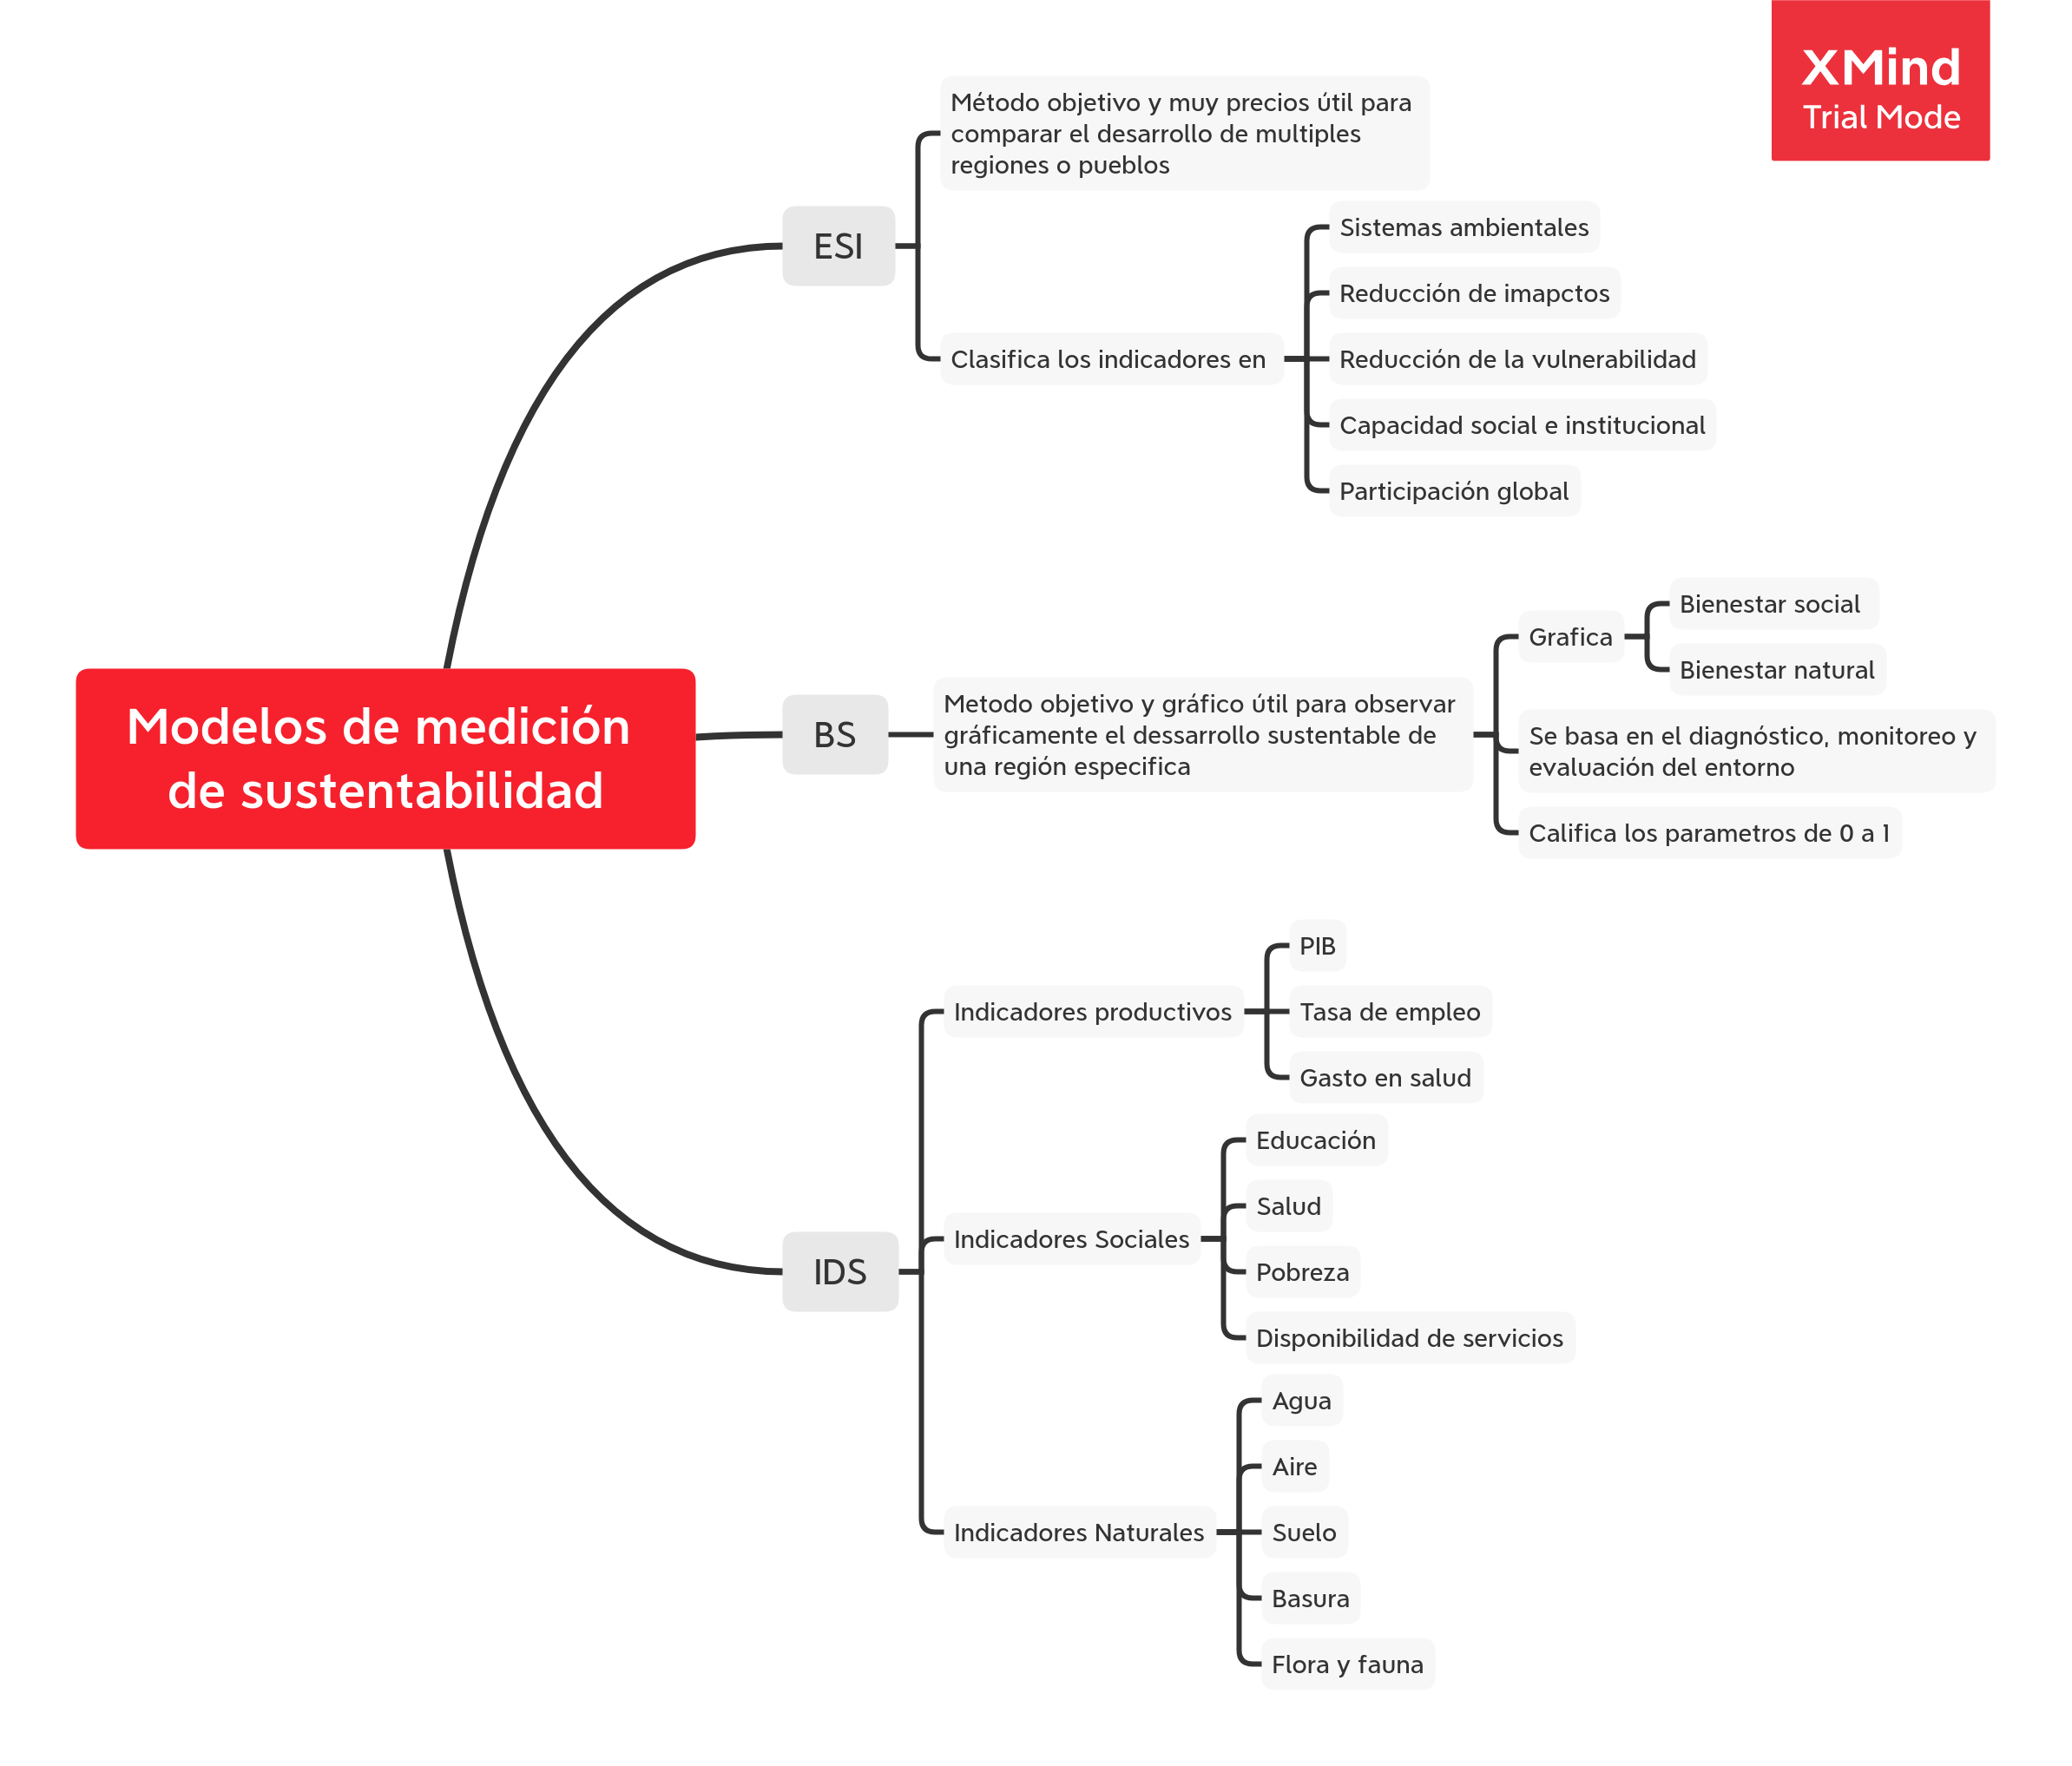 XMind
Trial Mode
Método objetivo y muy precios útil para
comparar el desarrollo de multiples
regiones o pueblos
ESI
Clasifica los indicadores en
Sistemas ambientales
Reducción de imapctos
Reducción de la vulnerabilidad
Capacidad social e institucional
Participación global
Modelos de medición
de sustentabilidad
BS
Metodo objetivo y gráfico útil para observar
gráficamente el dessarrollo sustentable de
una región especifica
Grafica
Bienestar social
Bienestar natural
Se basa en el diagnóstico, monitoreo y
evaluación del entorno
Califica los parametros de 0 a 1
IDS
Indicadores productivos
PIB
Tasa de empleo
Gasto en salud
Indicadores Sociales
Educación
Salud
Pobreza
Disponibilidad de servicios
Indicadores Naturales
Agua
Aire
Suelo
Basura
Flora y fauna